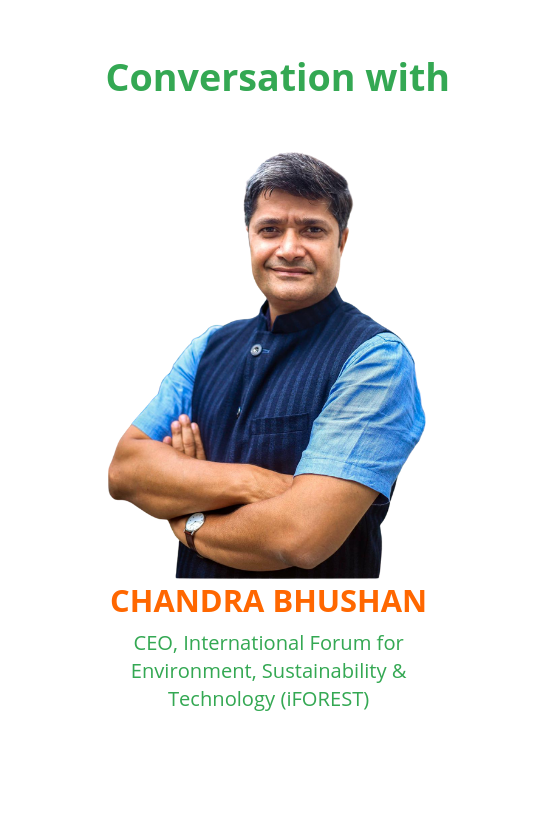 Conversation with
CHANDRA BHUSHAN
CEO, International Forum for
Environment, Sustainability &
Technology (iFOREST)